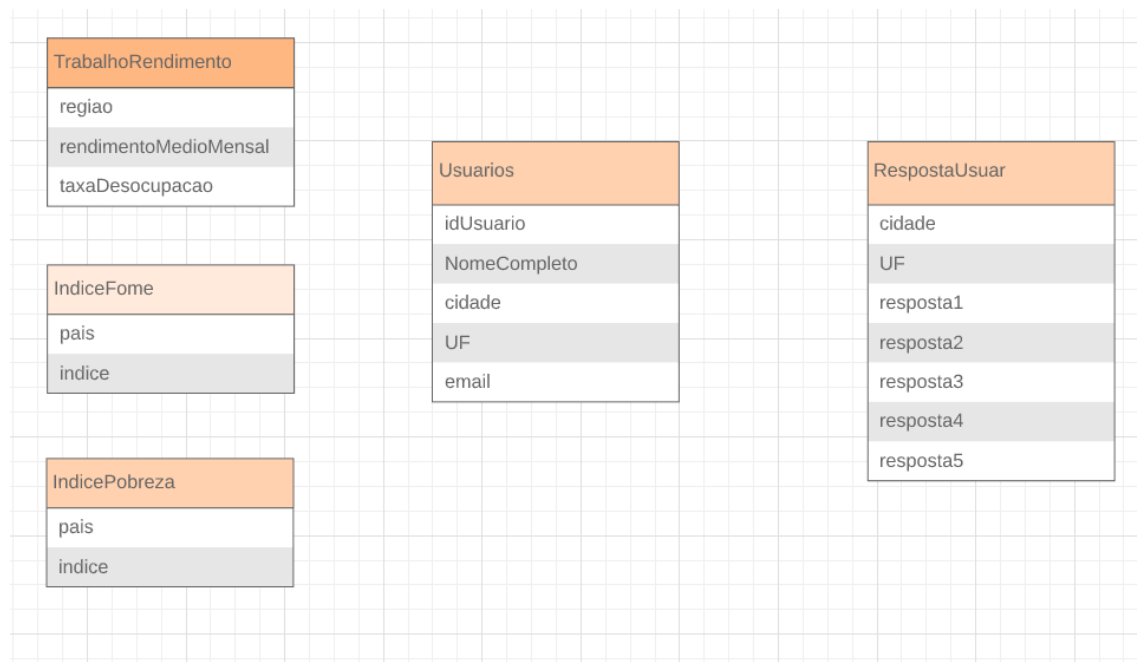 TrabalhoRendimento
regiao
rendimentoMedioMensal
taxaDesocupacao
IndiceFome
pais
indice
IndicePobreza
pais
indice
Usuarios
idUsuario
NomeCompleto
cidade
UF
email
RespostaUsuar
cidade
UF
resposta1
resposta2
resposta3
resposta4
resposta5